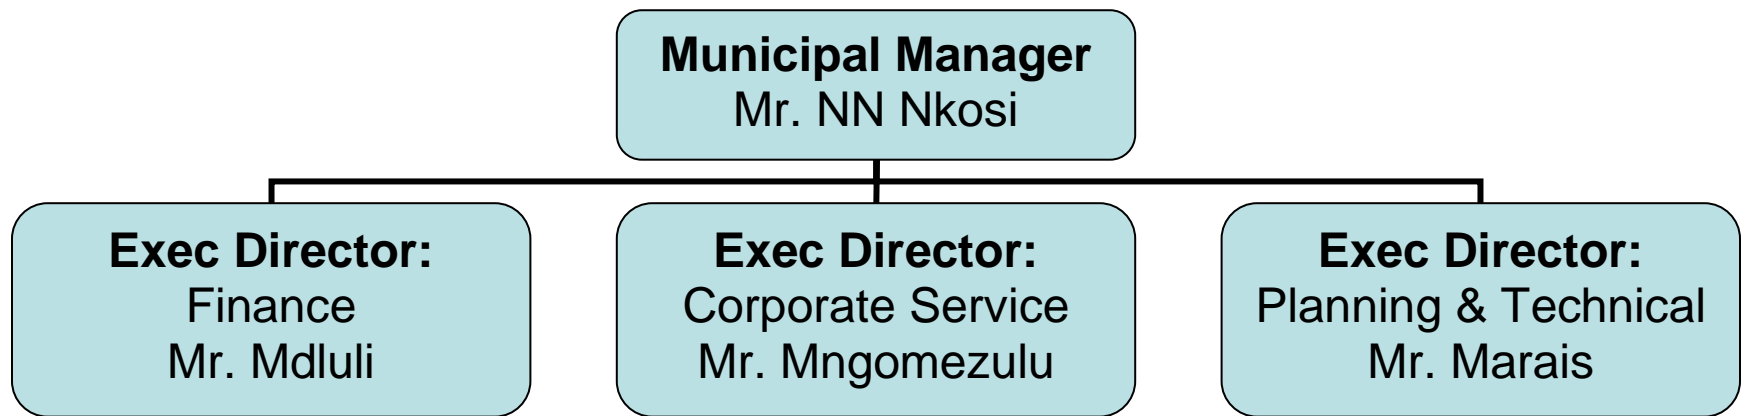 Municipal Manager
Mr. NN Nkosi
Exec Director:
Finance
Mr. Mdluli
Exec Director:
Corporate Service
Mr. Mngomezulu
Exec Director:
Planning & Technical
Mr. Marais